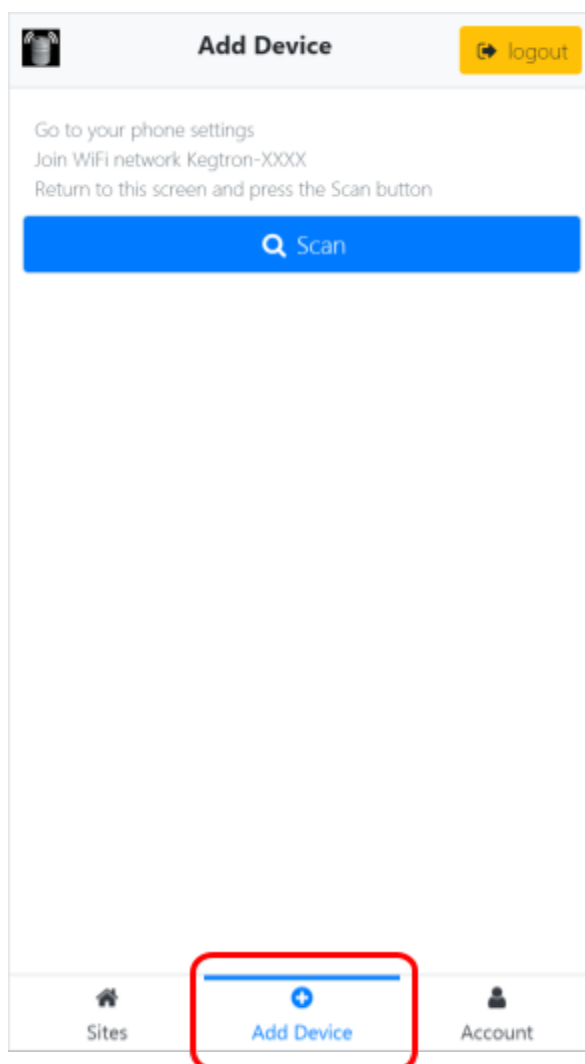 Add Device
logout
Go to your phone settings
Join WiFi network Kegtron-XXXX
Return to this screen and press the Scan button
Scan
Sites
Add Device
Account